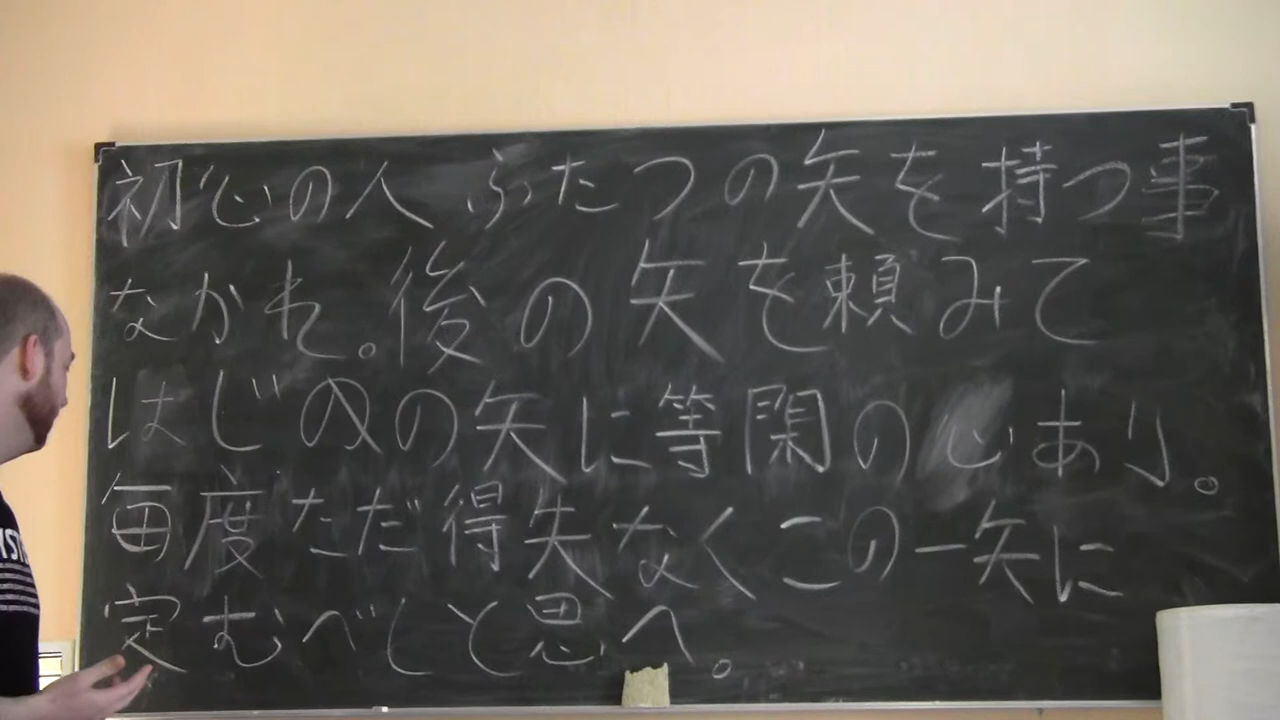 初心の人ふたつの矢を持つ事
なかれ。後の矢を頼みて
はじめの矢に等閑の心あり。
毎度ただ得失なくこの一矢に
定むべしと思へ。